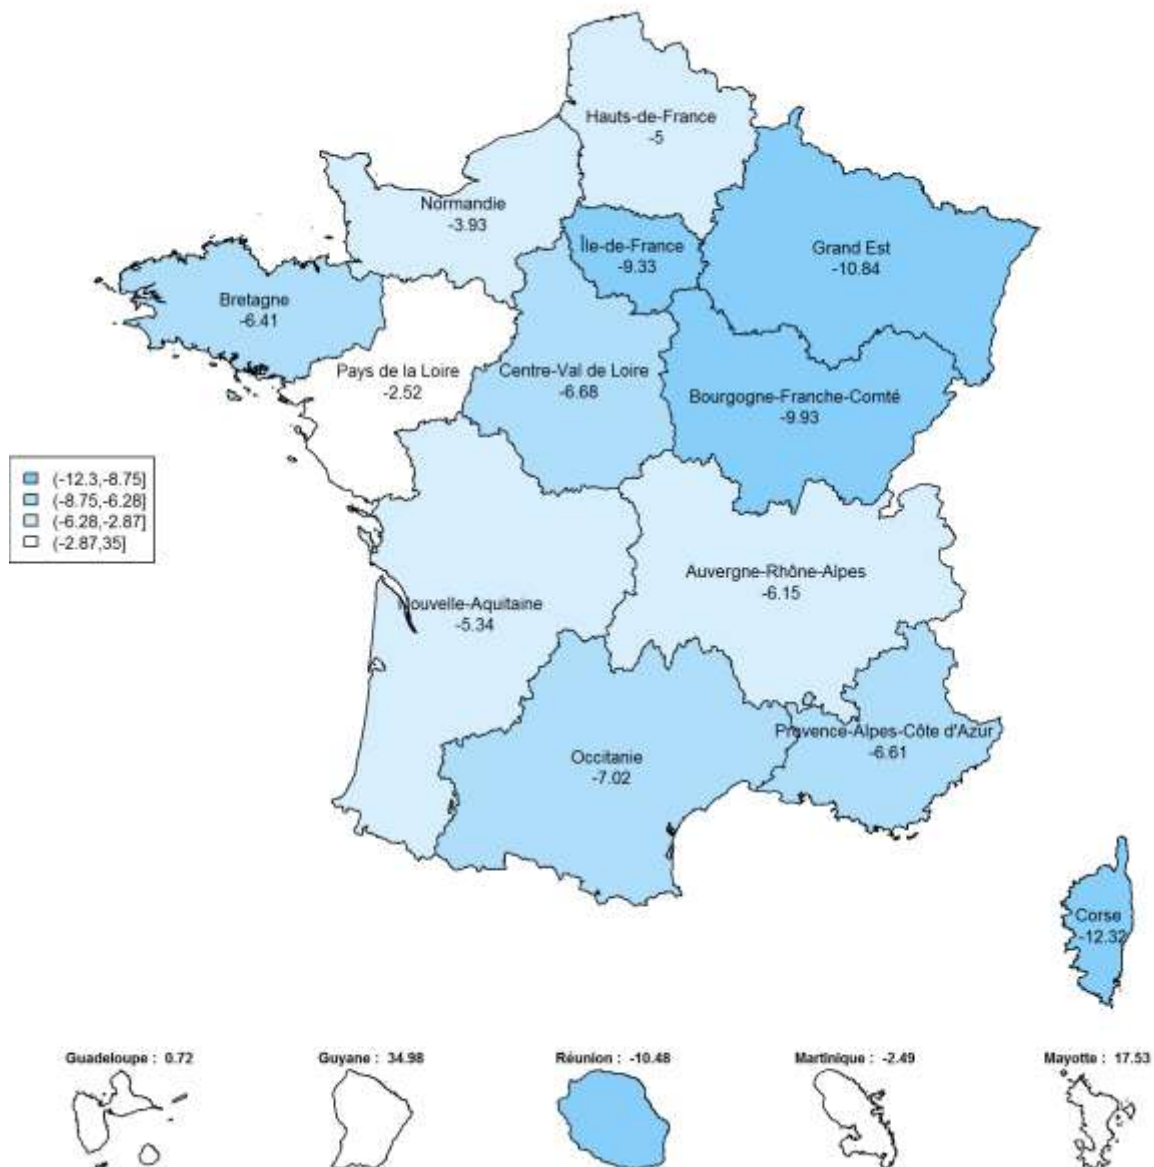 Hauts-de-France
-5
Normandie
-3.93
Île-de-France
-9.33
Grand Est
-10.84
Bretagne
-6.41
Pays de la Loire
-2.52
Centre-Val de Loire
-6.68
Bourgogne-Franche-Comté
-9.93
(-12.3,-8.75]
(-8.75,-6.28]
(-6.28,-2.87]
(-2.87,35]
Auvergne-Rhône-Alpes
-6.15
Nouvelle-Aquitaine
-5.34
Provence-Alpes-Côte d'Azur
-6.61
Occitanie
-7.02
Corse
-12.32
Guadeloupe : 0.72
Guyane : 34.98
Réunion : -10.48
Martinique : -2.49
Mayotte : 17.53